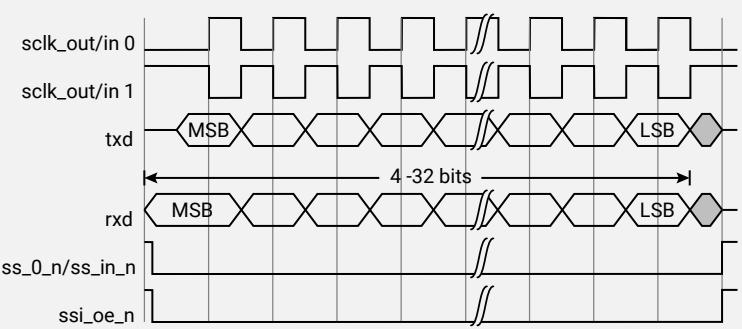 sclk_out/in 0
sclk_out/in 1
txd MSB LSB
4 -32 bits
rxd MSB LSB
ss_0_n/ss_in_n
ssi_oe_n